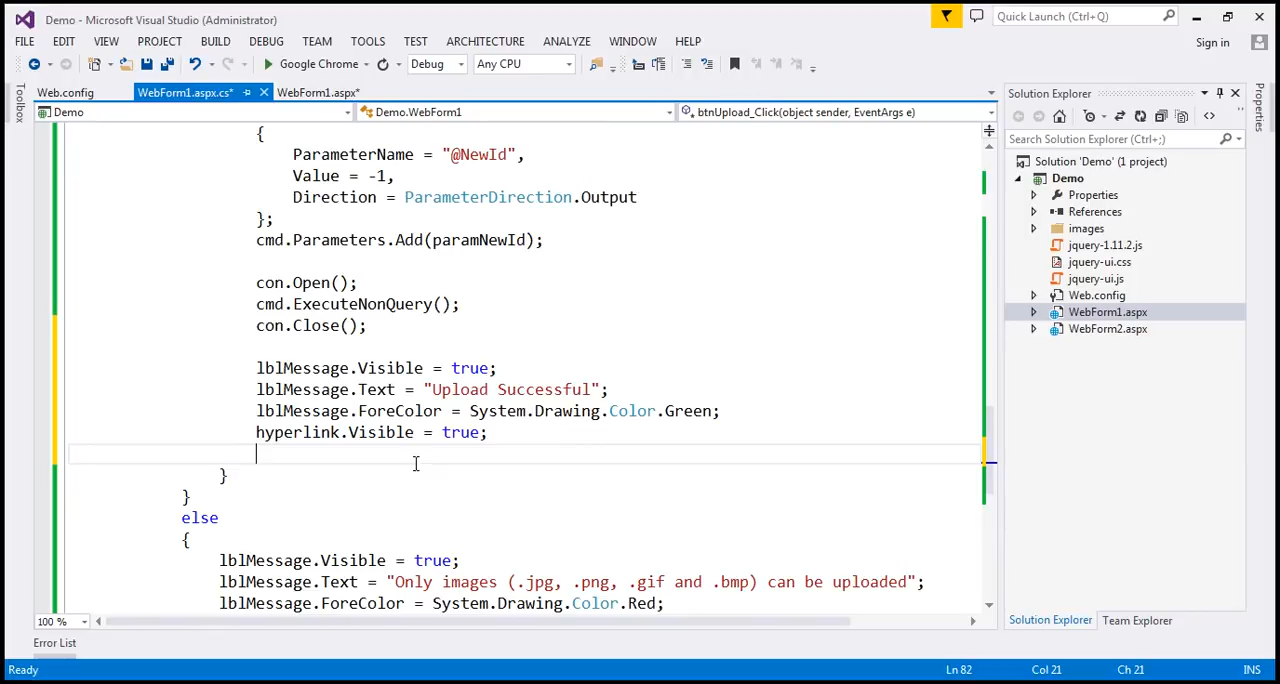 Demo - Microsoft Visual Studio (Administrator)
Quick Launch (Ctrl+Q)
FILE EDIT VIEW PROJECT BUILD DEBUG TEAM TOOLS TEST ARCHITECTURE ANALYZE WINDOW HELP
Sign in
Google Chrome Debug Any CPU
Toolbox
Web.config WebForm1.aspx.cs* WebForm1.aspx*
Demo Demo.WebForm1 btnUpload_Click(object sender, EventArgs e)
{
ParameterName = "@NewId",
Value = -1,
Direction = ParameterDirection.Output
};
cmd.Parameters.Add(paramNewId);
con.Open();
cmd.ExecuteNonQuery();
con.Close();
lblMessage.Visible = true;
lblMessage.Text = "Upload Successful";
lblMessage.ForeColor = System.Drawing.Color.Green;
hyperlink.Visible = true;
}
}
else
{
lblMessage.Visible = true;
lblMessage.Text = "Only images (.jpg, .png, .gif and .bmp) can be uploaded";
lblMessage.ForeColor = System.Drawing.Color.Red;
100 %
Error List
Solution Explorer
Search Solution Explorer (Ctrl+;)
Solution 'Demo' (1 project)
Demo
Properties
References
images
jquery-1.11.2.js
jquery-ui.css
jquery-ui.js
Web.config
WebForm1.aspx
WebForm2.aspx
Solution Explorer Team Explorer
Properties
Ready Ln 82 Col 21 Ch 21 INS